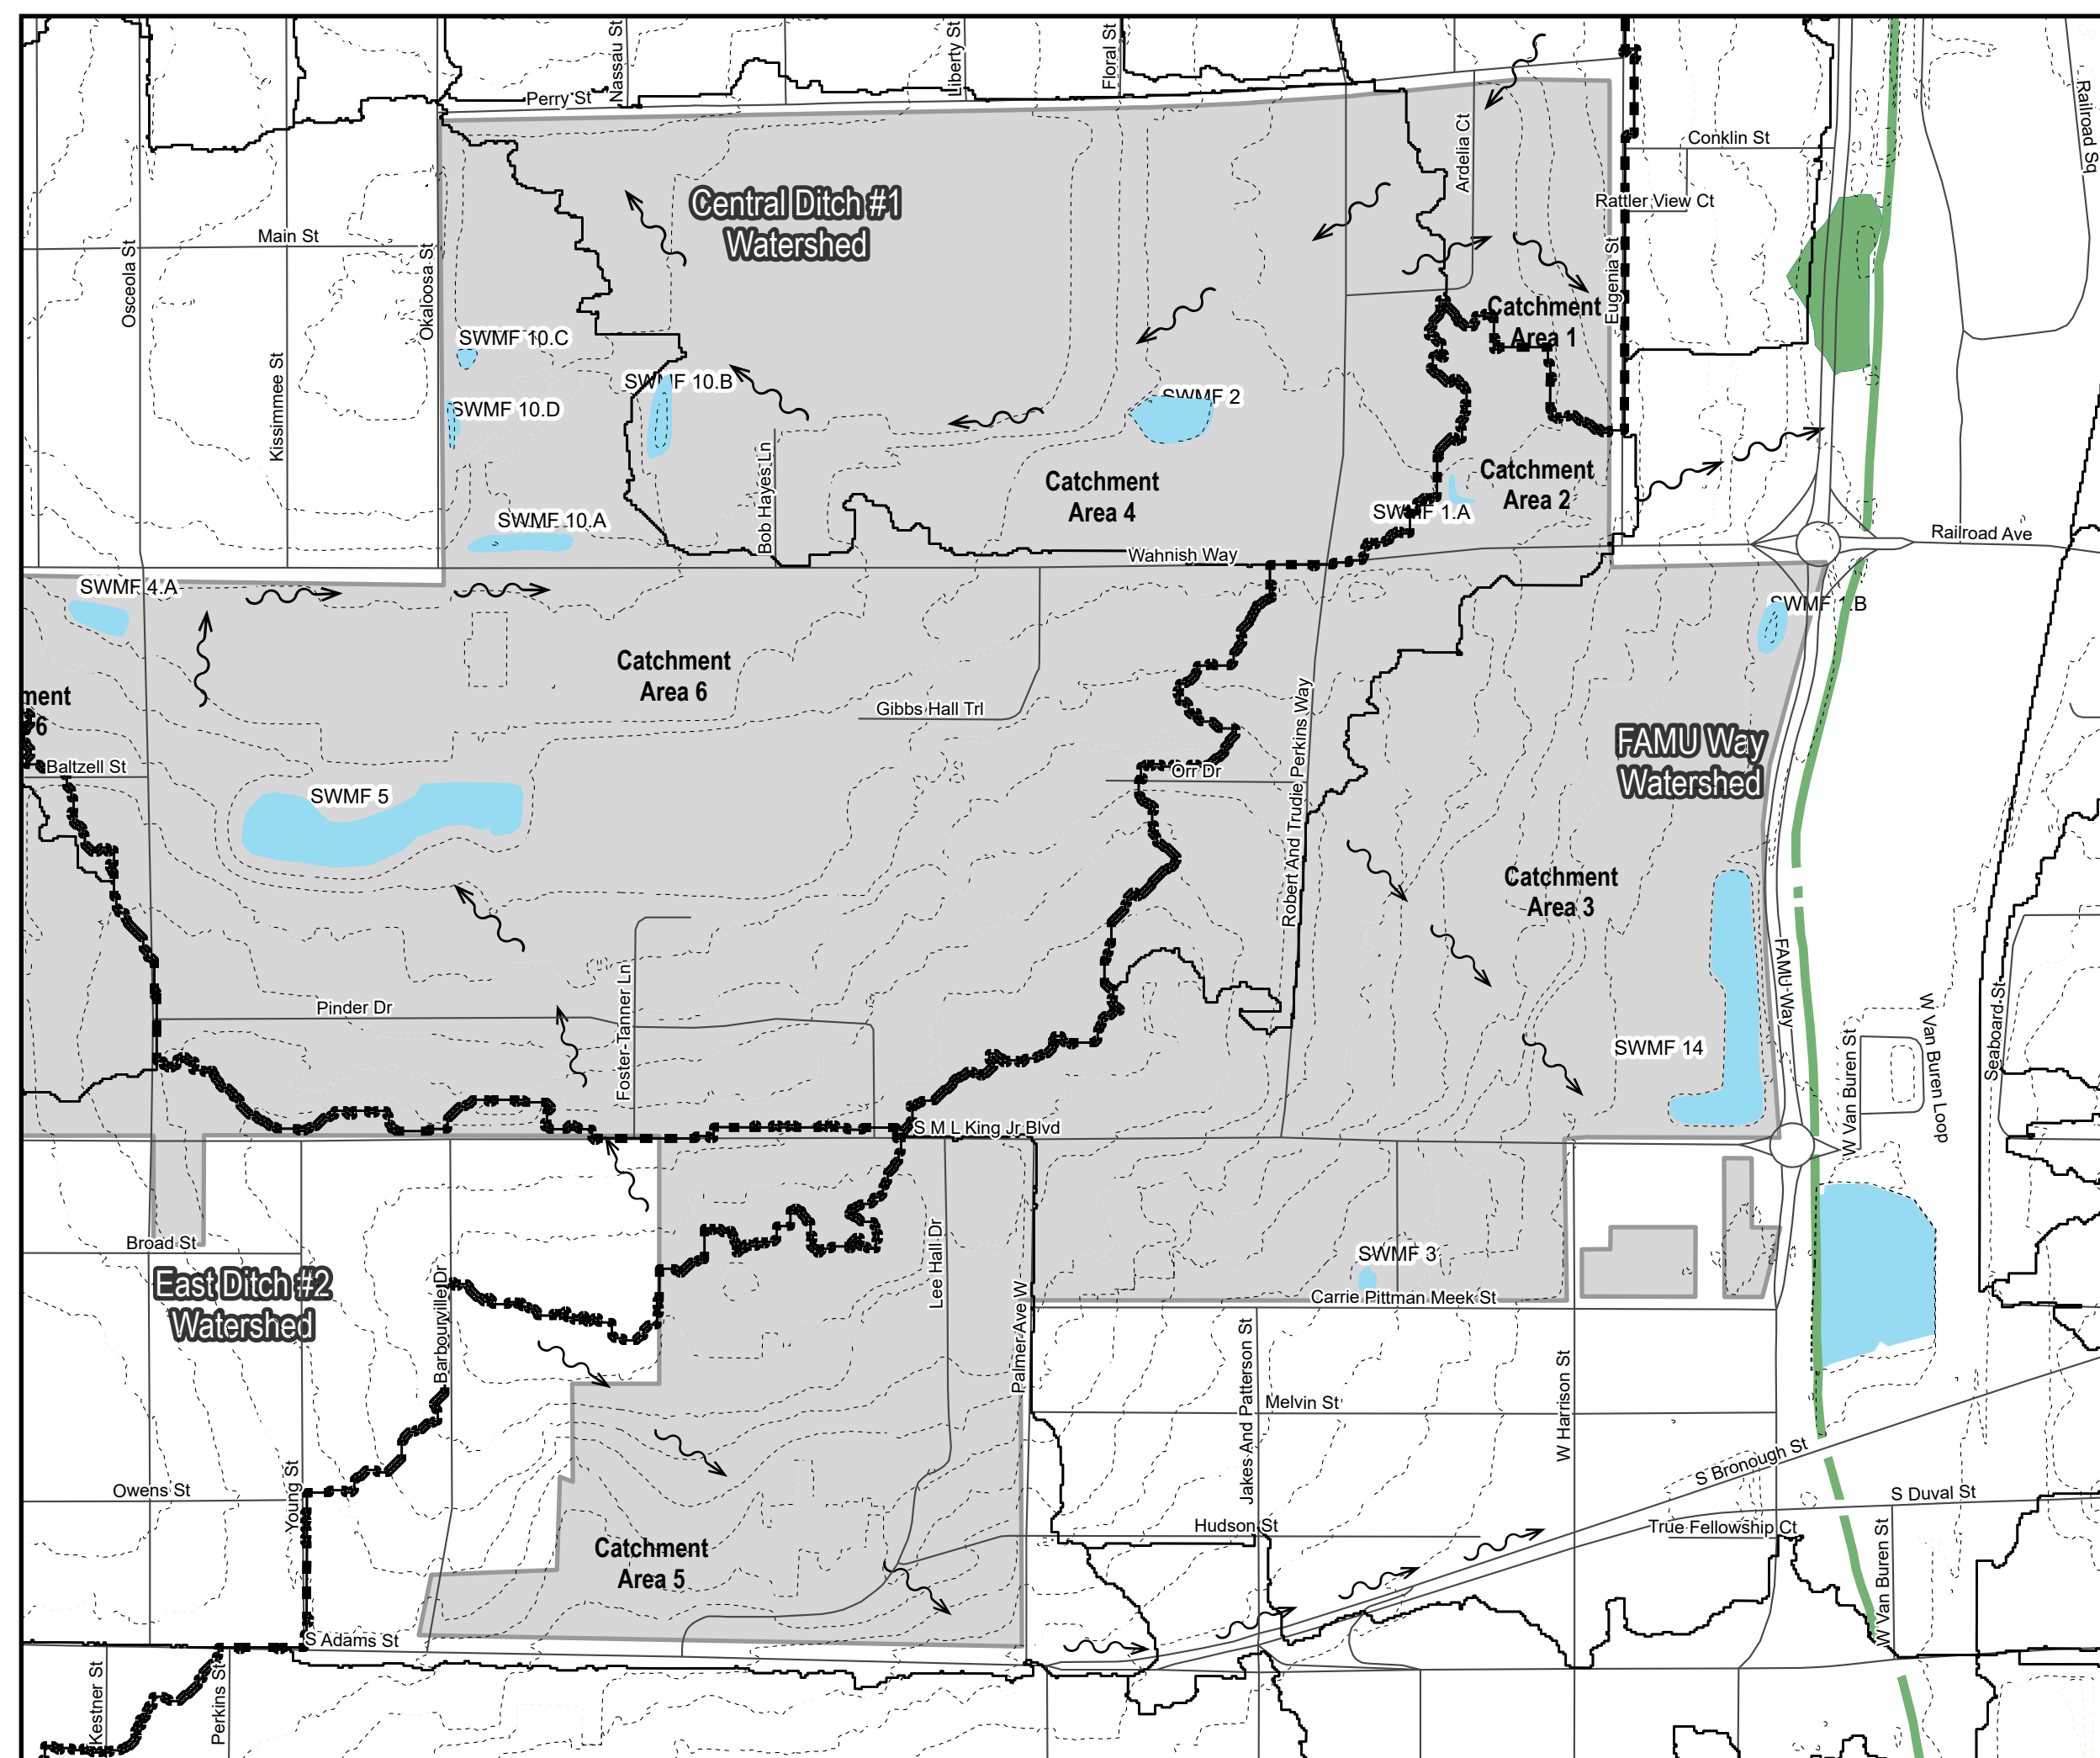 Nassau St
Liberty St
Floral St
Perry St
Railroad Sq
Ardelia Ct
Conklin St
Rattler View Ct
Central Ditch #1
Watershed
Main St
Osceola St
Okaloosa St
Eugenia St
Catchment
Area 1
SWMF 10.C
SWMF 10.B
SWMF 10.D
SWMF 2
Kissimmee St
Bob Hayes Ln
Catchment
Area 4
Catchment
Area 2
SWMF 1.A
SWMF 10.A
Wahnish Way
Railroad Ave
SWMF 4.A
SWMF 1.B
Catchment
Area 6
ment
6
Gibbs Hall Trl
Robert And Trudie Perkins Way
FAMU Way
Watershed
Baltzell St
Orr Dr
SWMF 5
Catchment
Area 3
FAMU Way
Pinder Dr
Foster-Tanner Ln
SWMF 14
Seaboard St
W Van Buren St
W Van Buren Loop
S M L King Jr Blvd
Broad St
East Ditch #2
Watershed
Barbourville Dr
Lee Hall Dr
Palmer Ave W
SWMF 3
Carrie Pittman Meek St
Jakes And Patterson St
Melvin St
W Harrison St
S Bronough St
Owens St
Young St
S Duval St
Hudson St
True Fellowship Ct
W Van Buren St
Catchment
Area 5
S Adams St
Kestner St
Perkins St